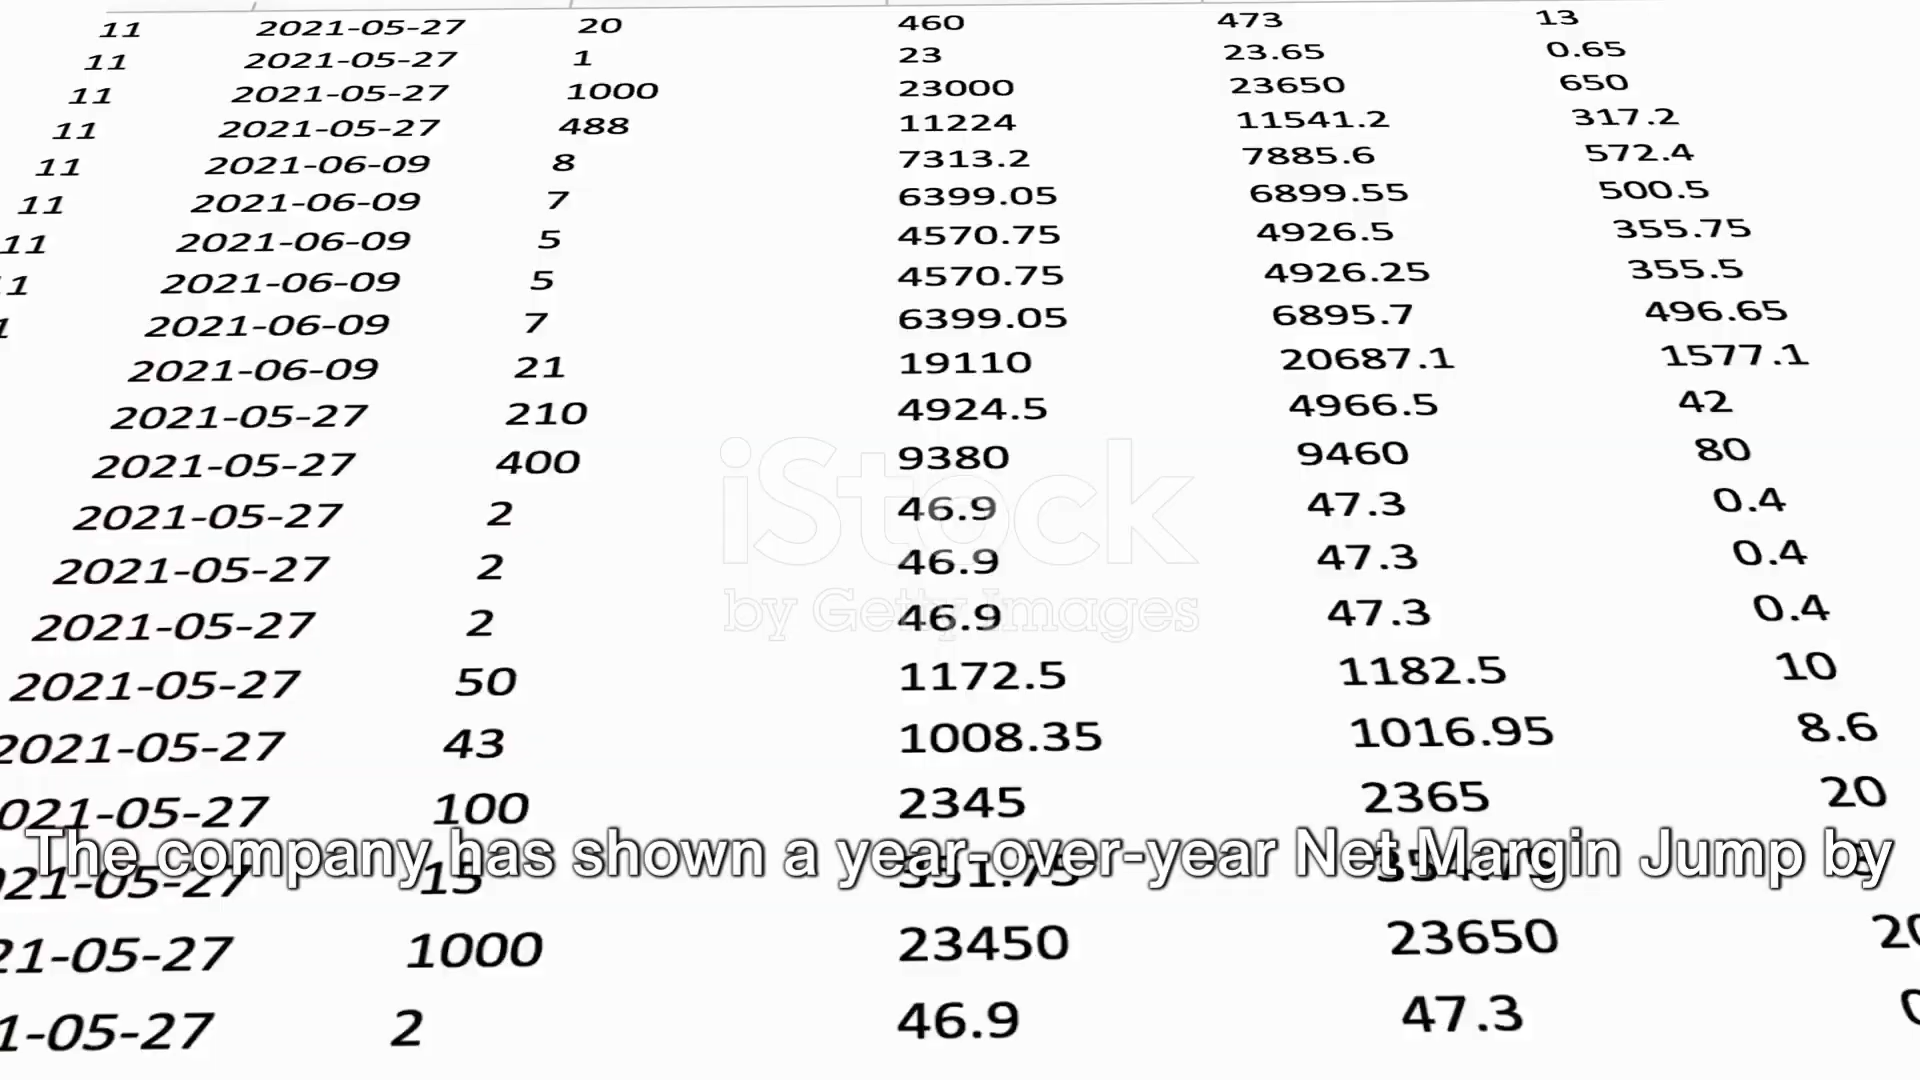 11 2021-05-27 20 460 473 13
11 2021-05-27 1 23 23.65 0.65
11 2021-05-27 1000 23000 23650 650
11 2021-05-27 488 11224 11541.2 317.2
11 2021-06-09 8 7313.2 7885.6 572.4
11 2021-06-09 7 6399.05 6899.55 500.5
11 2021-06-09 5 4570.75 4926.5 355.75
2021-06-09 5 4570.75 4926.25 355.5
2021-06-09 7 6399.05 6895.7 496.65
2021-06-09 21 19110 20687.1 1577.1
2021-05-27 210 4924.5 4966.5 42
2021-05-27 400 9380 9460 80
2021-05-27 2 46.9 47.3 0.4
2021-05-27 2 46.9 47.3 0.4
2021-05-27 2 46.9 47.3 0.4
iStock
by Getty Images
2021-05-27 50 1172.5 1182.5 10
2021-05-27 43 1008.35 1016.95 8.6
021-05-27 100 2345 2365 20
The company has shown a year-over-year Net Margin Jump by
21-05-27 15
21-05-27 1000 23450 23650
1-05-27 2 46.9 47.3